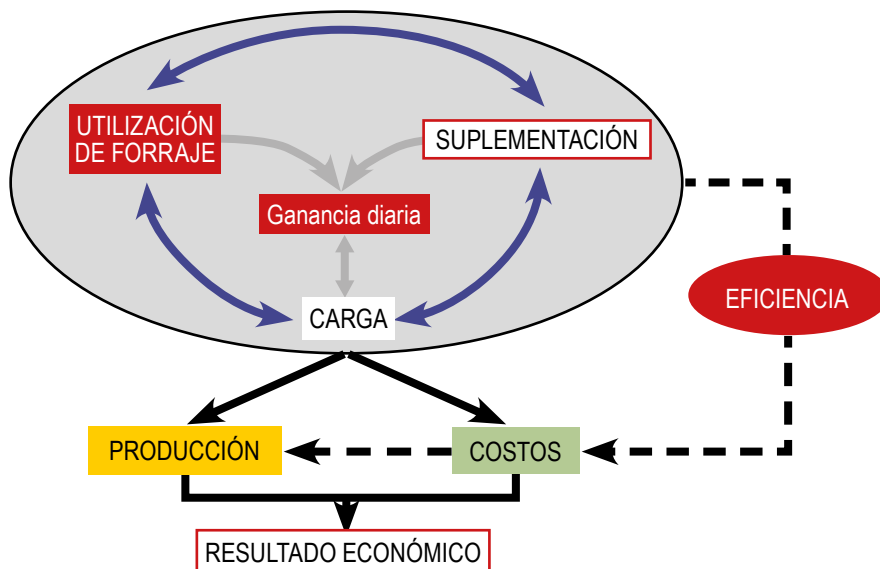 UTILIZACIÓN
DE FORRAJE
SUPLEMENTACIÓN
Ganancia diaria
CARGA
EFICIENCIA
PRODUCCIÓN
COSTOS
RESULTADO ECONÓMICO